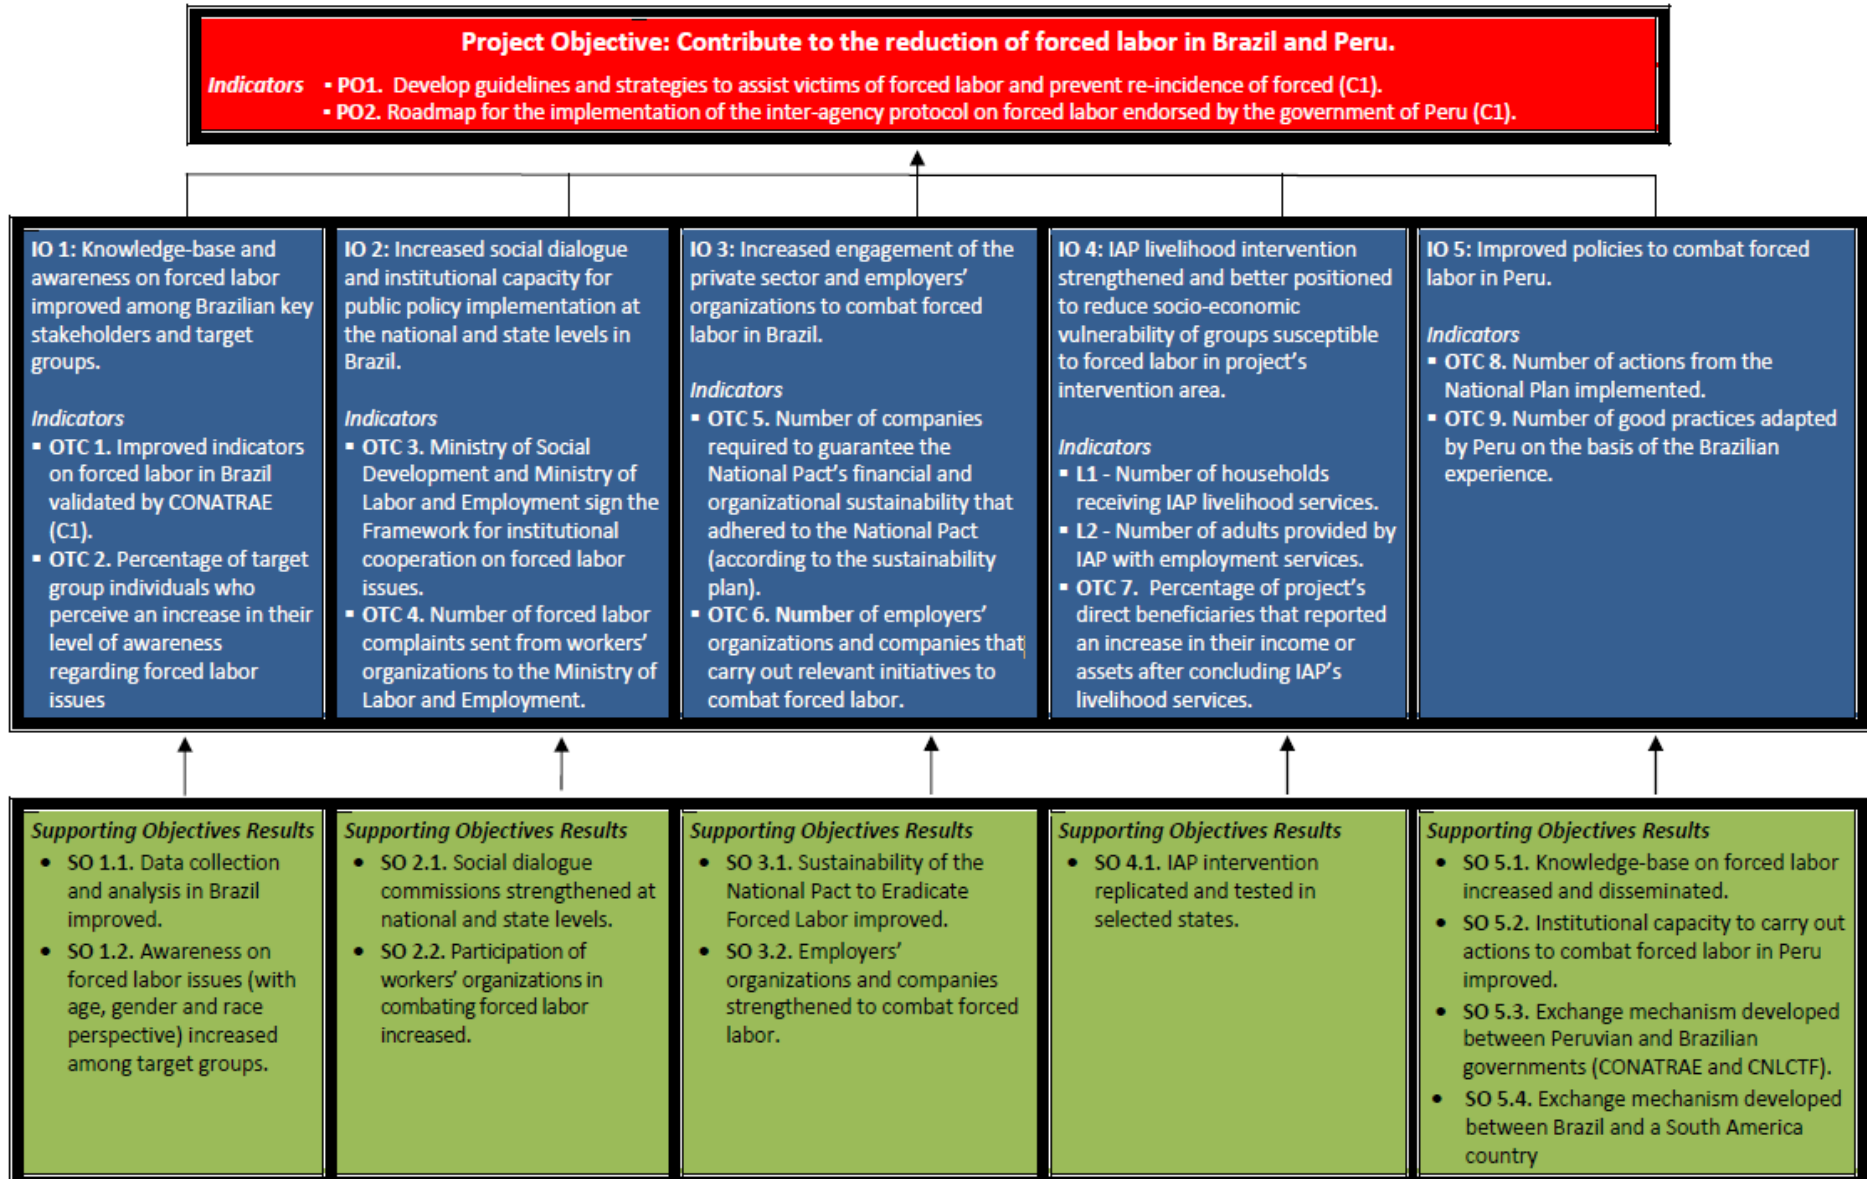 Project Objective: Contribute to the reduction of forced labor in Brazil and Peru.
Indicators ▪ PO1. Develop guidelines and strategies to assist victims of forced labor and prevent re-incidence of forced (C1).
▪ PO2. Roadmap for the implementation of the inter-agency protocol on forced labor endorsed by the government of Peru (C1).
IO 1: Knowledge-base and
awareness on forced labor
improved among Brazilian key
stakeholders and target
groups.
Indicators
▪ OTC 1. Improved indicators
on forced labor in Brazil
validated by CONATRAE
(C1).
▪ OTC 2. Percentage of target
group individuals who
perceive an increase in their
level of awareness
regarding forced labor
issues
IO 2: Increased social dialogue
and institutional capacity for
public policy implementation at
the national and state levels in
Brazil.
Indicators
▪ OTC 3. Ministry of Social
Development and Ministry of
Labor and Employment sign the
Framework for institutional
cooperation on forced labor
issues.
▪ OTC 4. Number of forced labor
complaints sent from workers'
organizations to the Ministry of
Labor and Employment.
IO 3: Increased engagement of the
private sector and employers'
organizations to combat forced
labor in Brazil.
Indicators
▪ OTC 5. Number of companies
required to guarantee the
National Pact's financial and
organizational sustainability that
adhered to the National Pact
(according to the sustainability
plan).
▪ OTC 6. Number of employers'
organizations and companies that
carry out relevant initiatives to
combat forced labor.
IO 4: IAP livelihood intervention
strengthened and better positioned
to reduce socio-economic
vulnerability of groups susceptible
to forced labor in project's
intervention area.
Indicators
▪ L1 - Number of households
receiving IAP livelihood services.
▪ L2 - Number of adults provided by
IAP with employment services.
▪ OTC 7. Percentage of project's
direct beneficiaries that reported
an increase in their income or
assets after concluding IAP's
livelihood services.
IO 5: Improved policies to combat forced
labor in Peru.
Indicators
▪ OTC 8. Number of actions from the
National Plan implemented.
▪ OTC 9. Number of good practices adapted
by Peru on the basis of the Brazilian
experience.
Supporting Objectives Results
• SO 1.1. Data collection
and analysis in Brazil
improved.
• SO 1.2. Awareness on
forced labor issues (with
age, gender and race
perspective) increased
among target groups.
Supporting Objectives Results
• SO 2.1. Social dialogue
commissions strengthened at
national and state levels.
• SO 2.2. Participation of
workers' organizations in
combating forced labor
increased.
Supporting Objectives Results
• SO 3.1. Sustainability of the
National Pact to Eradicate
Forced Labor improved.
• SO 3.2. Employers'
organizations and companies
strengthened to combat forced
labor.
Supporting Objectives Results
• SO 4.1. IAP intervention
replicated and tested in
selected states.
Supporting Objectives Results
• SO 5.1. Knowledge-base on forced labor
increased and disseminated.
• SO 5.2. Institutional capacity to carry out
actions to combat forced labor in Peru
improved.
• SO 5.3. Exchange mechanism developed
between Peruvian and Brazilian
governments (CONATRAE and CNLCTF).
• SO 5.4. Exchange mechanism developed
between Brazil and a South America
country